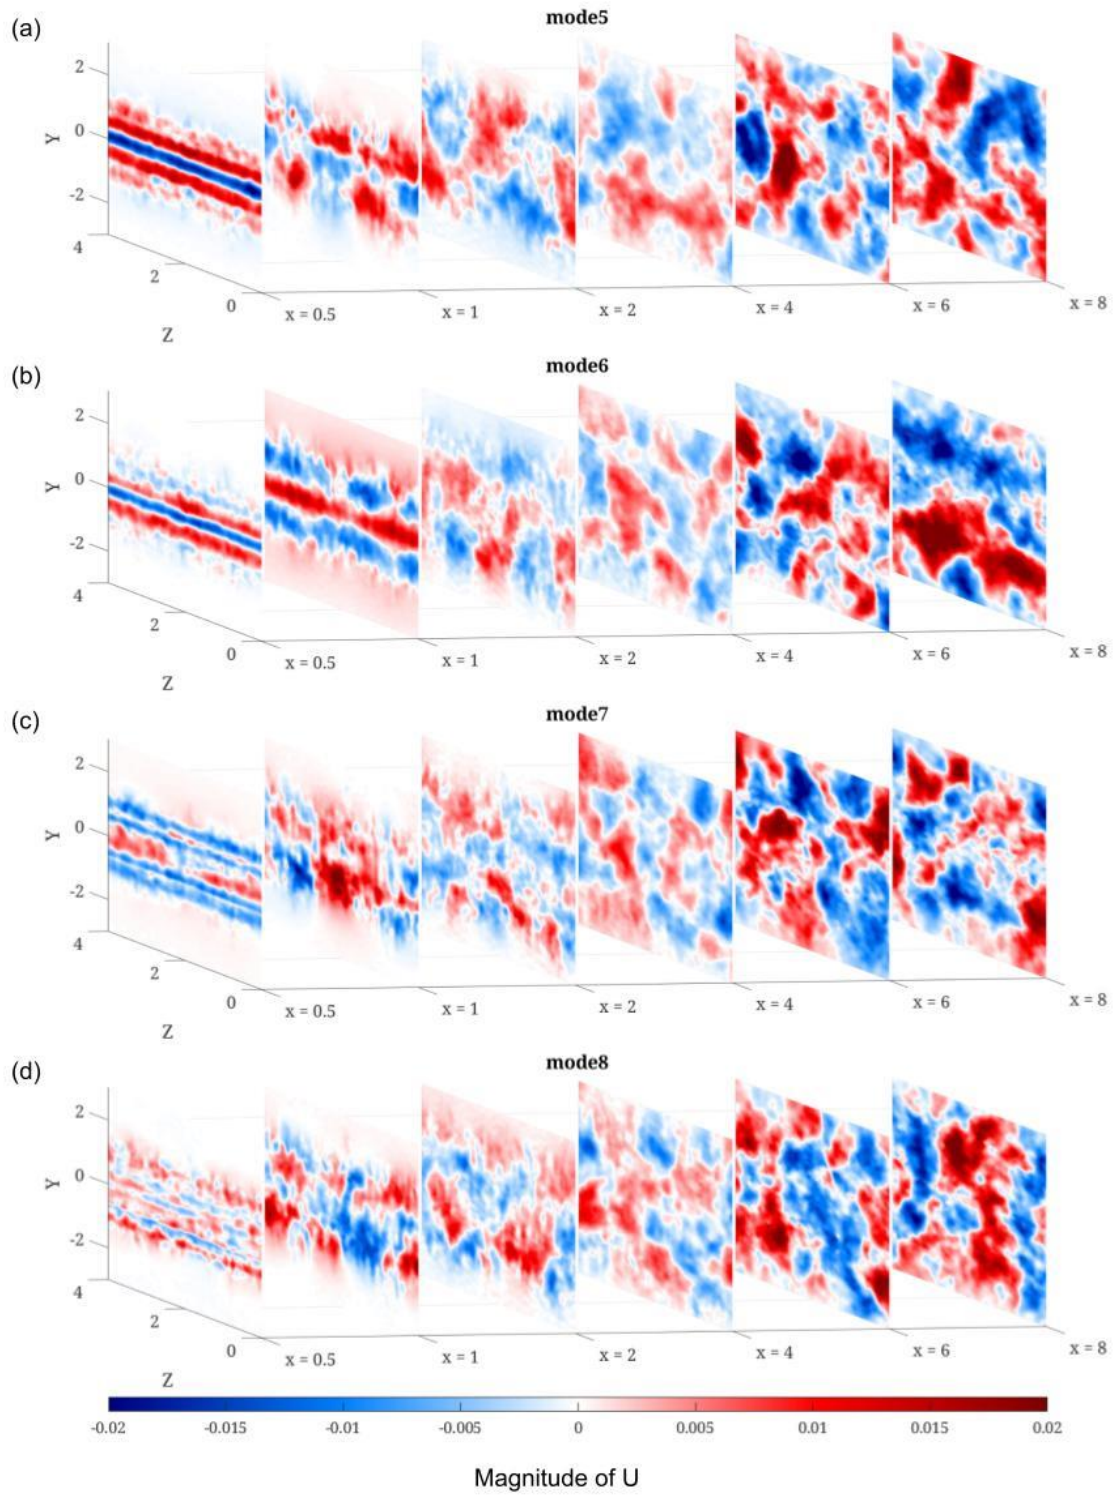 (a)
mode5
2
0
-2
4
2
0
Y
Z
x = 0.5
x = 1
x = 2
x = 4
x = 6
x = 8
(b)
mode6
2
0
-2
4
2
0
Y
Z
x = 0.5
x = 1
x = 2
x = 4
x = 6
x = 8
(c)
mode7
2
0
-2
4
2
0
Y
Z
x = 0.5
x = 1
x = 2
x = 4
x = 6
x = 8
(d)
mode8
2
0
-2
4
2
0
Y
Z
x = 0.5
x = 1
x = 2
x = 4
x = 6
x = 8
-0.02 -0.015 -0.01 -0.005 0 0.005 0.01 0.015 0.02
Magnitude of U